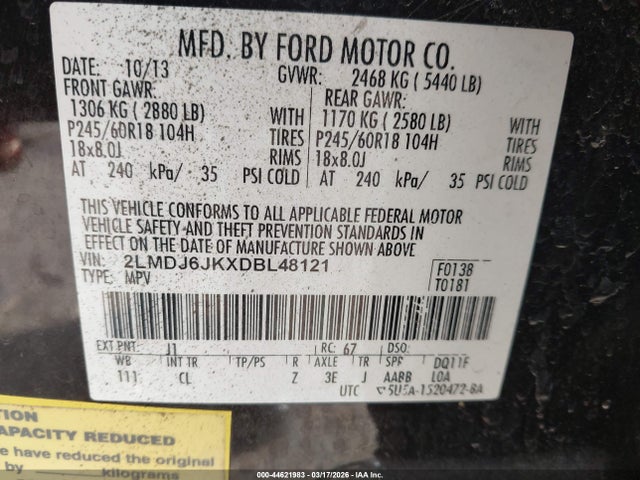 MFD. BY FORD MOTOR CO.
DATE: 10/13 GVWR: 2468 KG ( 5440 LB)
FRONT GAWR: REAR GAWR:
1306 KG ( 2880 LB) WITH 1170 KG ( 2580 LB) WITH
P245/60R18 104H TIRES P245/60R18 104H TIRES
18x8.0J RIMS 18x8.0J RIMS
AT 240 kPa/ 35 PSI COLD AT 240 kPa/ 35 PSI COLD
THIS VEHICLE CONFORMS TO ALL APPLICABLE FEDERAL MOTOR
VEHICLE SAFETY AND THEFT PREVENTION STANDARDS IN
EFFECT ON THE DATE OF MANUFACTURE SHOWN ABOVE.
VIN: 2LMDJ6JKXDBL48121 F0138
TYPE: MPV T0181
EXT PNT: J1 RC: 67 DSO:
WB INT TR TP/PS R AXLE TR SPR DQ11F
111 CL Z 3E J AABB LOA
UTC 5U5A-1520472-BA
TION
APACITY REDUCED
e have reduced the original
by kilograms
000-44621983 - 03/17/2026 - IAA Inc.